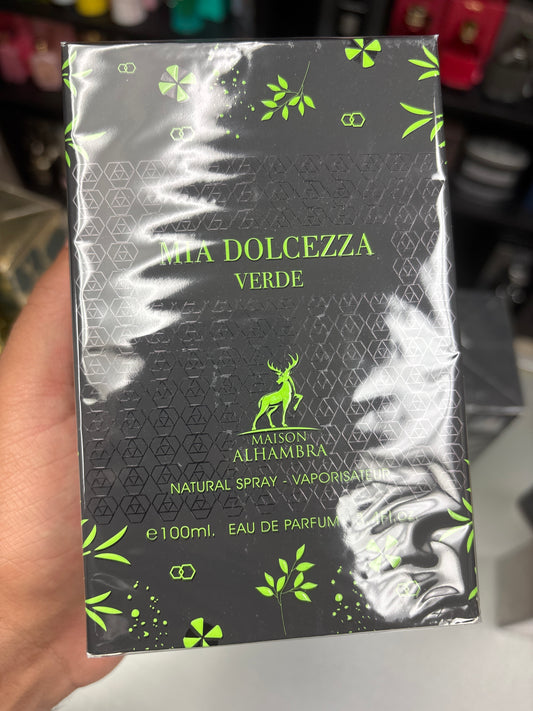 MIA DOLCEZZA
VERDE
MAISON
ALHAMBRA
NATURAL SPRAY - VAPORISATEUR
e100ml. EAU DE PARFUM